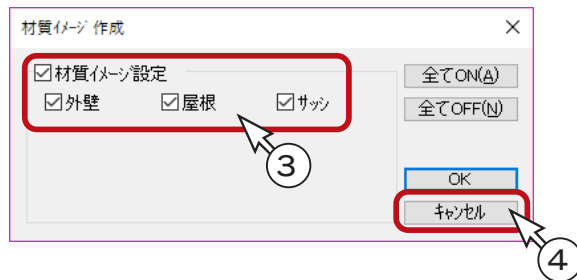 材質ｲﾒｰｼﾞ作成
☑材質ｲﾒｰｼﾞ設定
☑外壁 ☑屋根 ☑ｻｯｼ
全てON(A)
全てOFF(N)
③
OK
ｷｬﾝｾﾙ
④